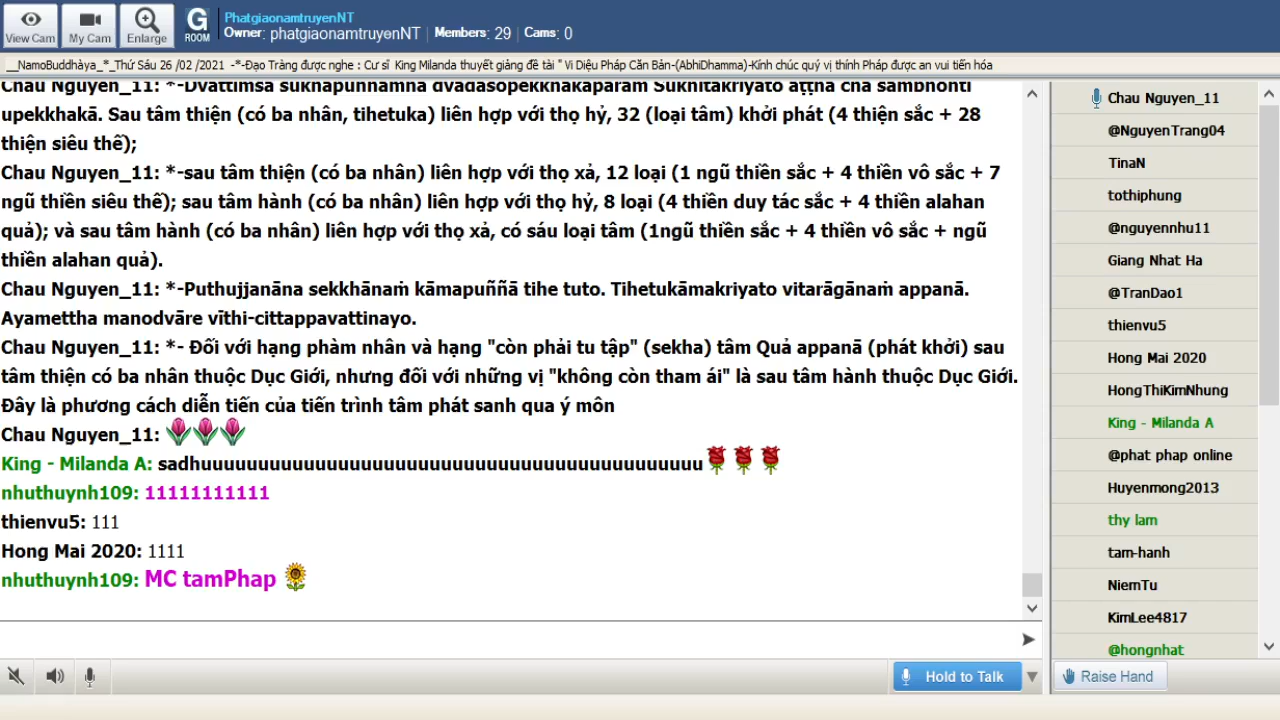 View Cam
My Cam
Enlarge
G
ROOM
PhatgiaonamtruyenNT
Owner: phatgiaonamtruyenNT Members: 29 Cams: 0
__NamoBuddhàya_*_Thứ Sáu 26 /02 /2021 -*-Đạo Tràng được nghe : Cư sĩ King Milanda thuyết giảng đề tài " Vi Diệu Pháp Căn Bản-(AbhiDhamma)-Kính chúc quý vị thính Pháp được an vui tiến hóa
Chau Nguyen_11: *-Dvattimsa sukhapuññamhā dvādasopekkhakāparam Sukhitakriyato aṭṭha cha sambhonti
upekkhakā. Sau tâm thiện (có ba nhân, tihetuka) liên hợp với thọ hỷ, 32 (loại tâm) khởi phát (4 thiện sắc + 28
thiện siêu thế);
Chau Nguyen_11: *-sau tâm thiện (có ba nhân) liên hợp với thọ xả, 12 loại (1 ngũ thiền sắc + 4 thiền vô sắc + 7
ngũ thiền siêu thế); sau tâm hành (có ba nhân) liên hợp với thọ hỷ, 8 loại (4 thiền duy tác sắc + 4 thiền alahan
quả); và sau tâm hành (có ba nhân) liên hợp với thọ xả, có sáu loại tâm (1ngũ thiền sắc + 4 thiền vô sắc + ngũ
thiền alahan quả).
Chau Nguyen_11: *-Puthujjanāna sekkhānaṁ kāmapuññā tihe tuto. Tihetukāmakriyato vitarāgānaṁ appanā.
Ayamettha manodvāre vīthi-cittappavattinayo.
Chau Nguyen_11: *- Đối với hạng phàm nhân và hạng "còn phải tu tập" (sekha) tâm Quả appanā (phát khởi) sau
tâm thiện có ba nhân thuộc Dục Giới, nhưng đối với những vị "không còn tham ái" là sau tâm hành thuộc Dục Giới.
Đây là phương cách diễn tiến của tiến trình tâm phát sanh qua ý môn
Chau Nguyen_11:
King - Milanda A: sadhuuuuuuuuuuuuuuuuuuuuuuuuuuuuuuuuuuuuuuuuuuuu
nhuthuynh109: 11111111111
thienvu5: 111
Hong Mai 2020: 1111
nhuthuynh109: MC tamPhap
Hold to Talk
Chau Nguyen_11
@NguyenTrang04
TinaN
tothiphung
@nguyennhu11
Giang Nhat Ha
@TranDao1
thienvu5
Hong Mai 2020
HongThiKimNhung
King - Milanda A
@phat phap online
Huyenmong2013
thy lam
tam-hanh
NiemTu
KimLee4817
@hongnhat
Raise Hand